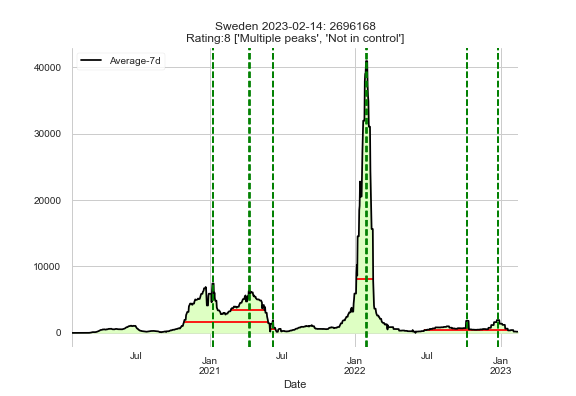 Sweden 2023-02-14: 2696168
Rating:8 ['Multiple peaks', 'Not in control']
Average-7d
40000
30000
20000
10000
0
Jul
Jan
2021
Jul
Jan
2022
Jul
Jan
2023
Date